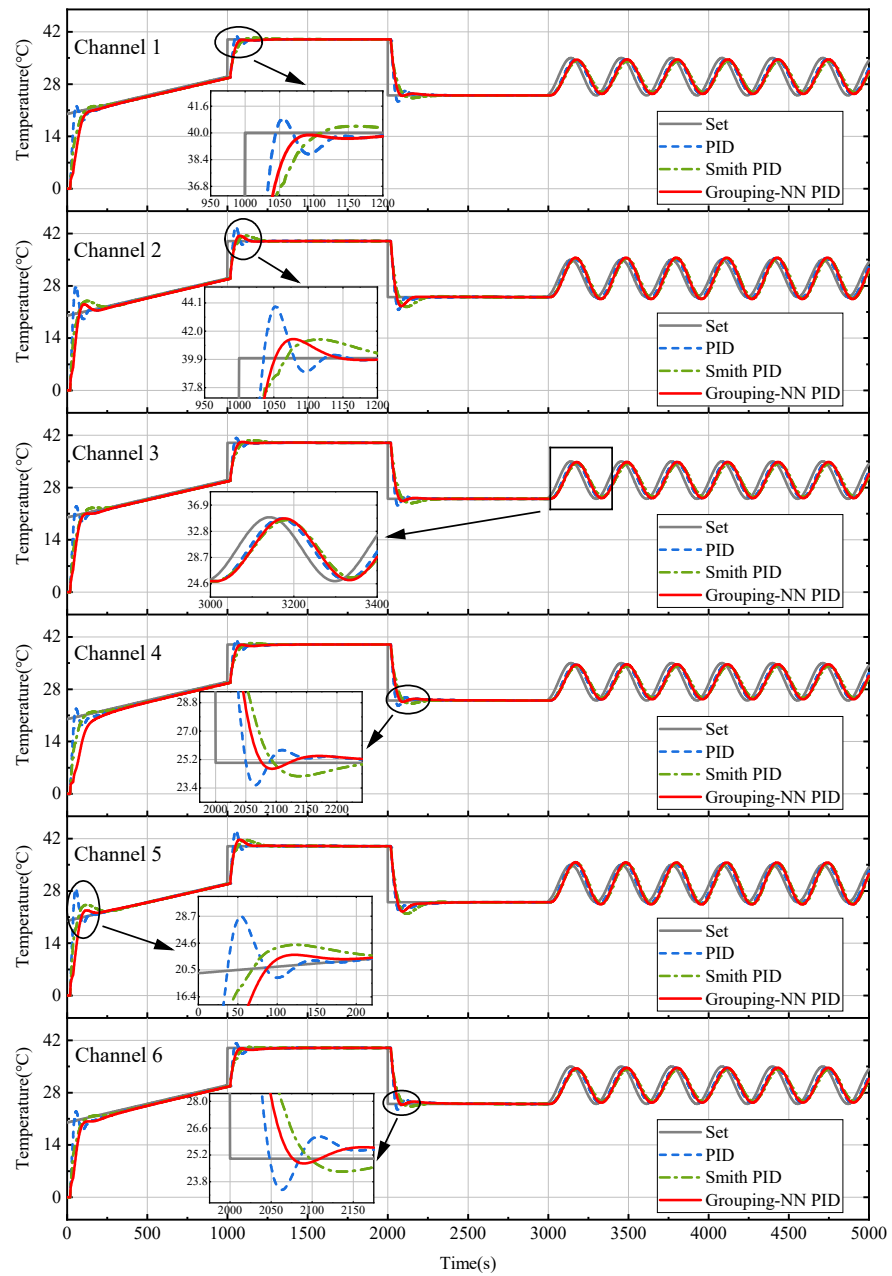 Temperature(℃)
Channel 1
42
28
14
0
41.6
40.0
38.4
36.8
950 1000 1050 1100 1150 1200
Set
PID
Smith PID
Grouping-NN PID
Temperature(℃)
Channel 2
42
28
14
0
44.1
42.0
39.9
37.8
950 1000 1050 1100 1150 1200
Set
PID
Smith PID
Grouping-NN PID
Temperature(℃)
Channel 3
42
28
14
0
36.9
32.8
28.7
24.6
3000 3200 3400
Set
PID
Smith PID
Grouping-NN PID
Temperature(℃)
Channel 4
42
28
14
0
28.8
27.0
25.2
23.4
2000 2050 2100 2150 2200
Set
PID
Smith PID
Grouping-NN PID
Temperature(℃)
Channel 5
42
28
14
0
28.7
24.6
20.5
16.4
0 50 100 150 200
Set
PID
Smith PID
Grouping-NN PID
Temperature(℃)
Channel 6
42
28
14
0
28.0
26.6
25.2
23.8
2000 2050 2100 2150
Set
PID
Smith PID
Grouping-NN PID
0 500 1000 1500 2000 2500 3000 3500 4000 4500 5000
Time(s)